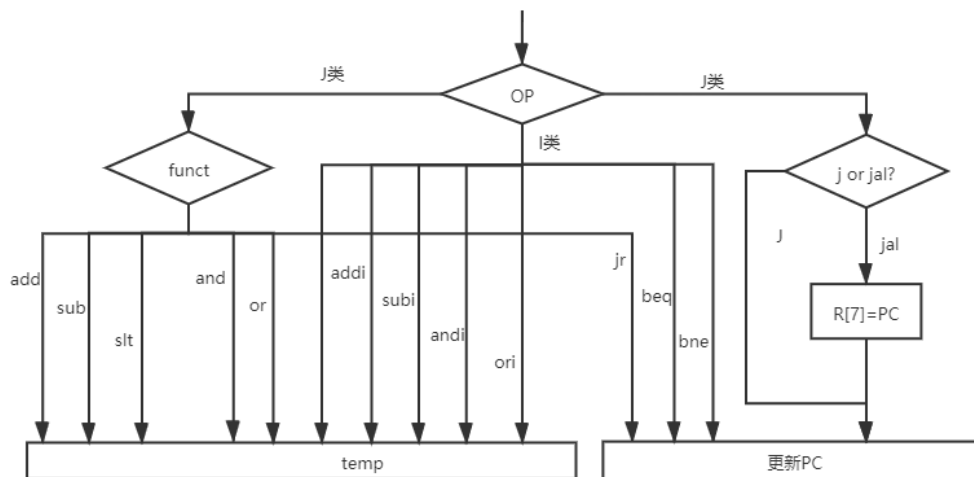 J类
OP
J类
I类
funct
j or jal?
add
sub
slt
and
or
addi
subi
andi
ori
jr
beq
bne
J
jal
R[7]=PC
temp
更新PC